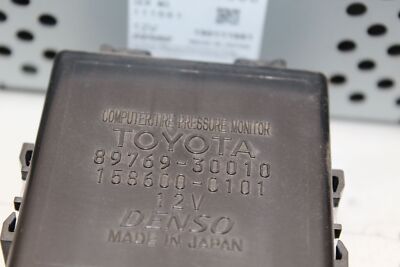 COMPUTER,TIRE PRESSURE MONITOR
TOYOTA
89769-30010
158600-0101
12V
DENSO
MADE IN JAPAN